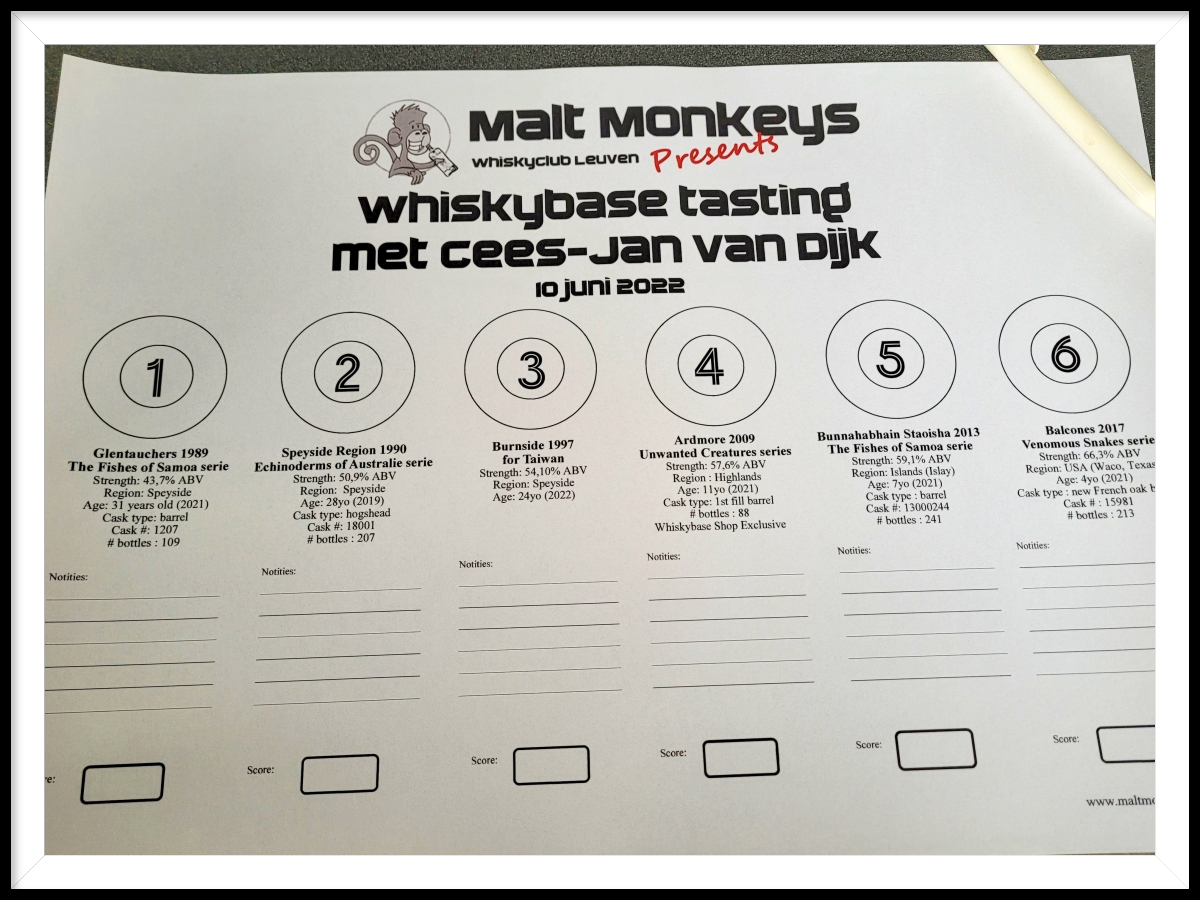 Malt Monkeys
whiskyclub Leuven Presents
whiskybase tasting
met Cees-Jan van Dijk
10 juni 2022
1
Glentauchers 1989
The Fishes of Samoa serie
Strength: 43,7% ABV
Region: Speyside
Age: 31 years old (2021)
Cask type: barrel
Cask #: 1207
# bottles : 109
Notities:
2
Speyside Region 1990
Echinoderms of Australie serie
Strength: 50,9% ABV
Region: Speyside
Age: 28yo (2019)
Cask type: hogshead
Cask #: 18001
# bottles : 207
Notities:
Score:
3
Burnside 1997
for Taiwan
Strength: 54,10% ABV
Region: Speyside
Age: 24yo (2022)
Notities:
Score:
4
Ardmore 2009
Unwanted Creatures series
Strength: 57,6% ABV
Region : Highlands
Age: 11yo (2021)
Cask type: 1st fill barrel
# bottles : 88
Whiskybase Shop Exclusive
Notities:
Score:
5
Bunnahabhain Staoisha 2013
The Fishes of Samoa serie
Strength: 59,1% ABV
Region: Islands (Islay)
Age: 7yo (2021)
Cask type : barrel
Cask #: 13000244
# bottles : 241
Notities:
Score:
6
Balcones 2017
Venomous Snakes serie
Strength: 66,3% ABV
Region: USA (Waco, Texas
Age: 4yo (2021)
Cask type : new French oak
Cask # : 15981
# bottles : 213
Notities:
Score: